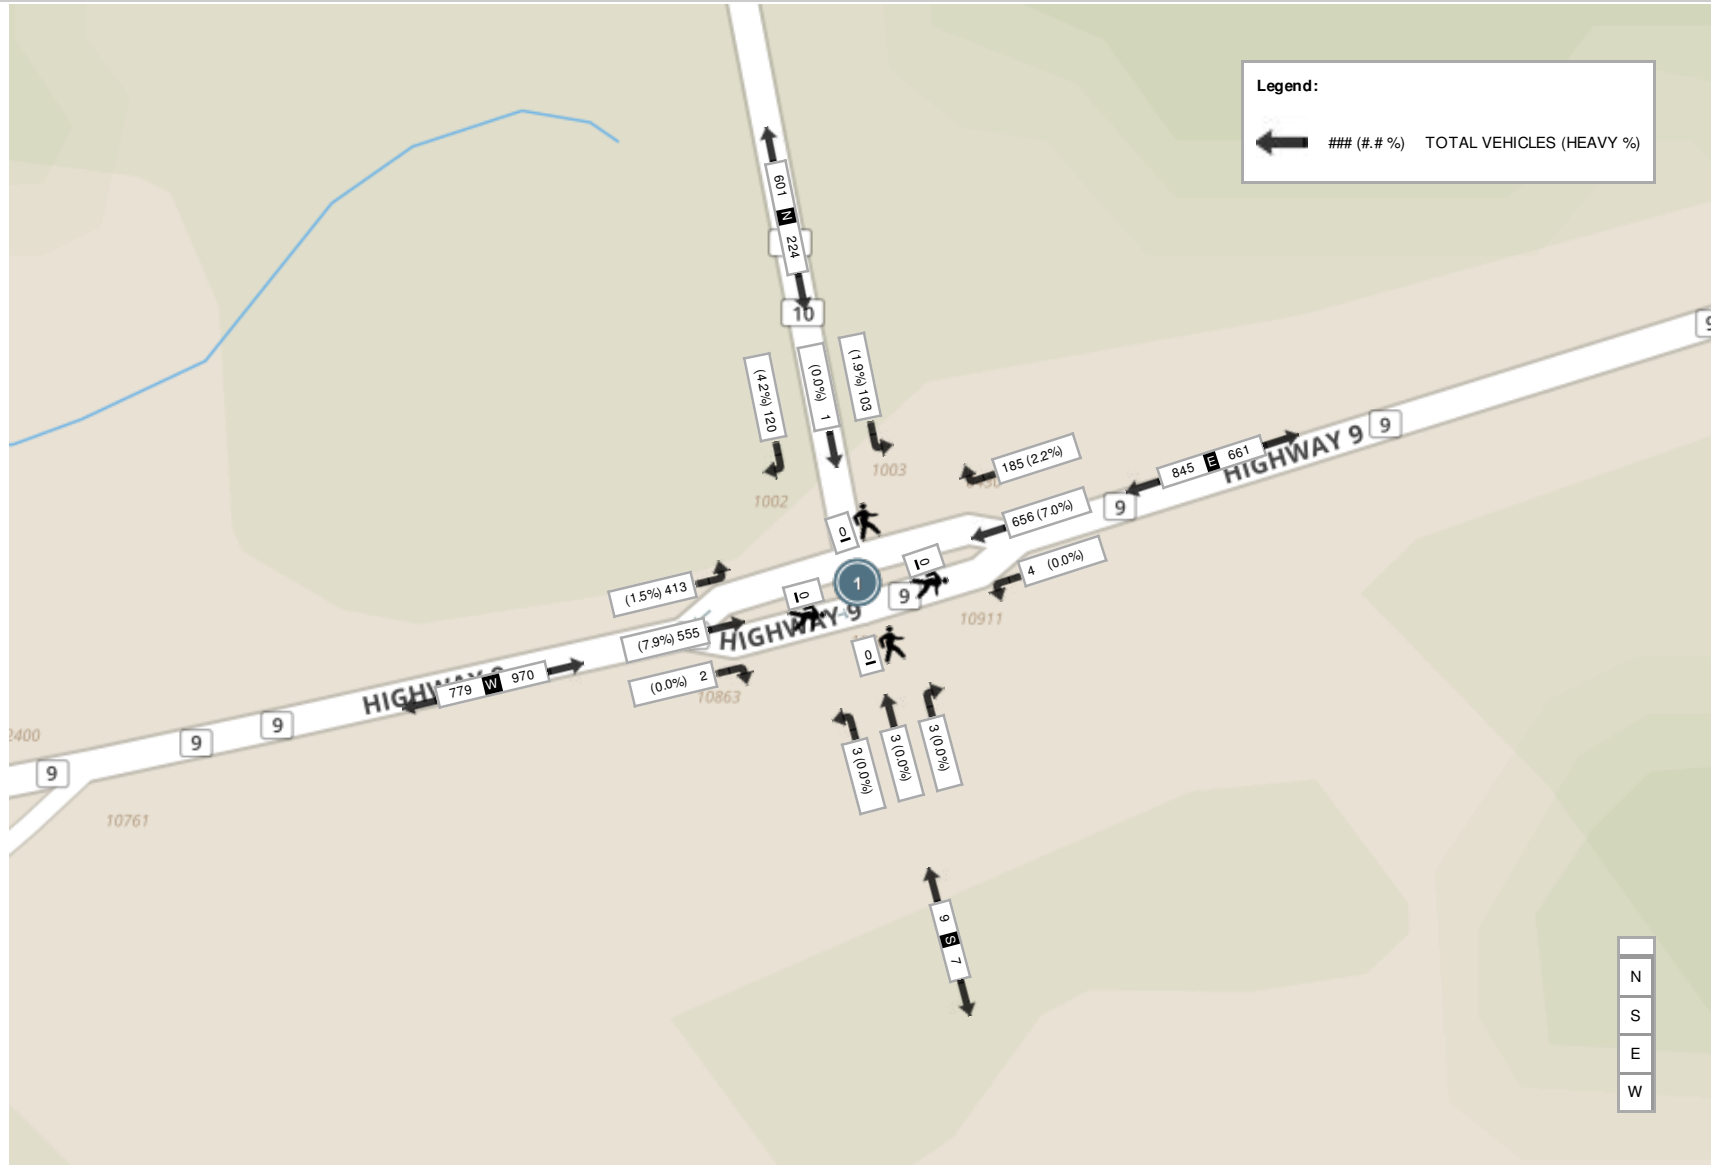 Legend:
### (#.# %) TOTAL VEHICLES (HEAVY %)
601 N 224
10
(4.2%) 120
(0.0%) 1
(1.9%) 103
1002
1003
185 (2.2%)
656 (7.0%)
4 (0.0%)
845 E 661
HIGHWAY 9
9
9
9
0
0
0
0
1
9
HIGHWAY 9
10911
(1.5%) 413
(7.9%) 555
(0.0%) 2
10863
779 W 970
HIGHWAY 9
9
9
9
2400
10761
3 (0.0%)
3 (0.0%)
3 (0.0%)
9 S 7
N
S
E
W